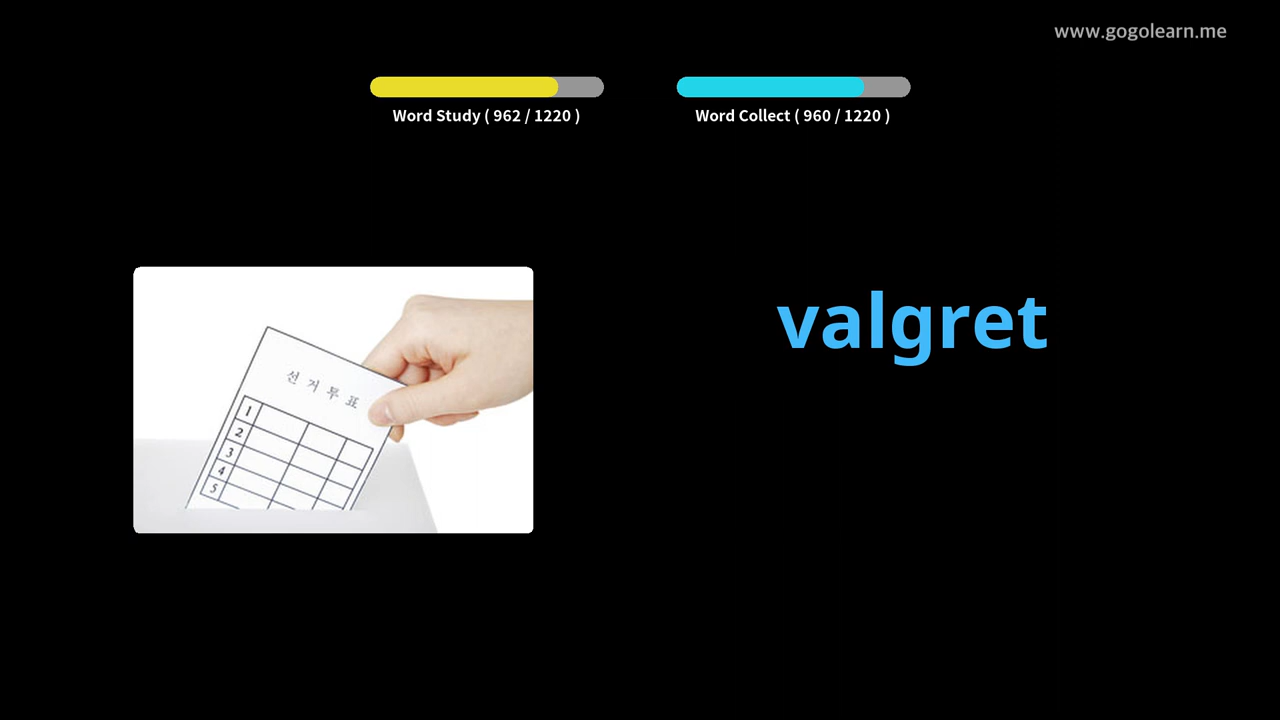 www.gogolearn.me
Word Study ( 962 / 1220 )
Word Collect ( 960 / 1220 )
valgret
선거투표
1
2
3
4
5